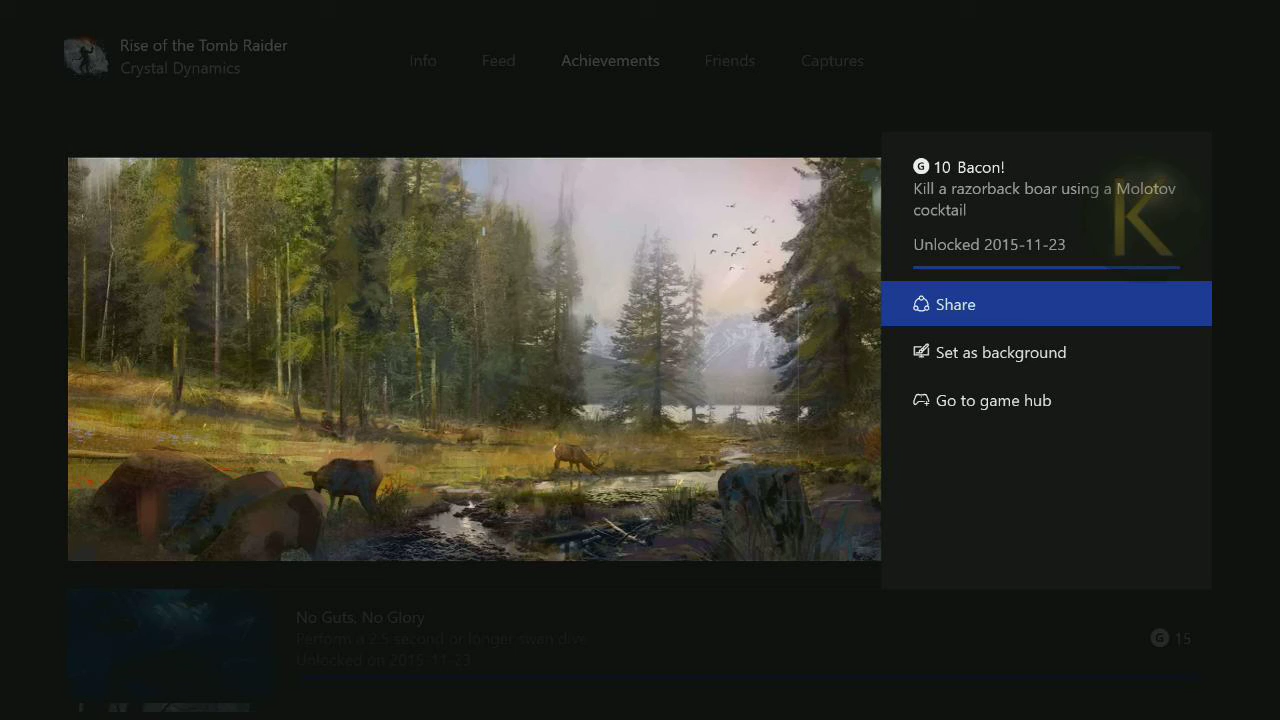 Rise of the Tomb Raider
Crystal Dynamics
Info Feed Achievements Friends Captures
G 10 Bacon!
Kill a razorback boar using a Molotov
cocktail
Unlocked 2015-11-23
K
Share
Set as background
Go to game hub
No Guts, No Glory
Perform a 2.5 second or longer swan dive
Unlocked on 2015-11-23
G 15